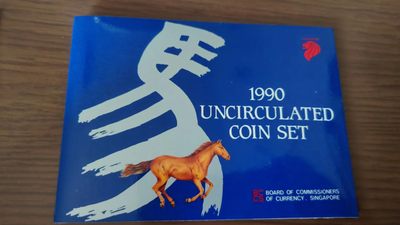 1990
UNCIRCULATED
COIN SET
BOARD OF COMMISSIONERS
OF CURRENCY, SINGAPORE